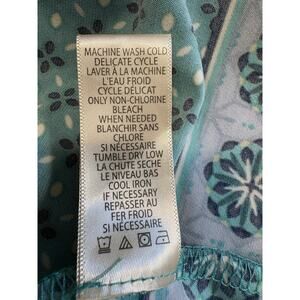 MACHINE WASH COLD
DELICATE CYCLE
LAVER À LA MACHINE
L'EAU FROID
CYCLE DÉLICAT
ONLY NON-CHLORINE
BLEACH
WHEN NEEDED
BLANCHIR SANS
CHLORE
SI NÉCESSAIRE
TUMBLE DRY LOW
LA CHUTE SECHE
LE NIVEAU BAS
COOL IRON
IF NECESSARY
REPASSER AU
FER FROID
SI NÉCESSAIRE